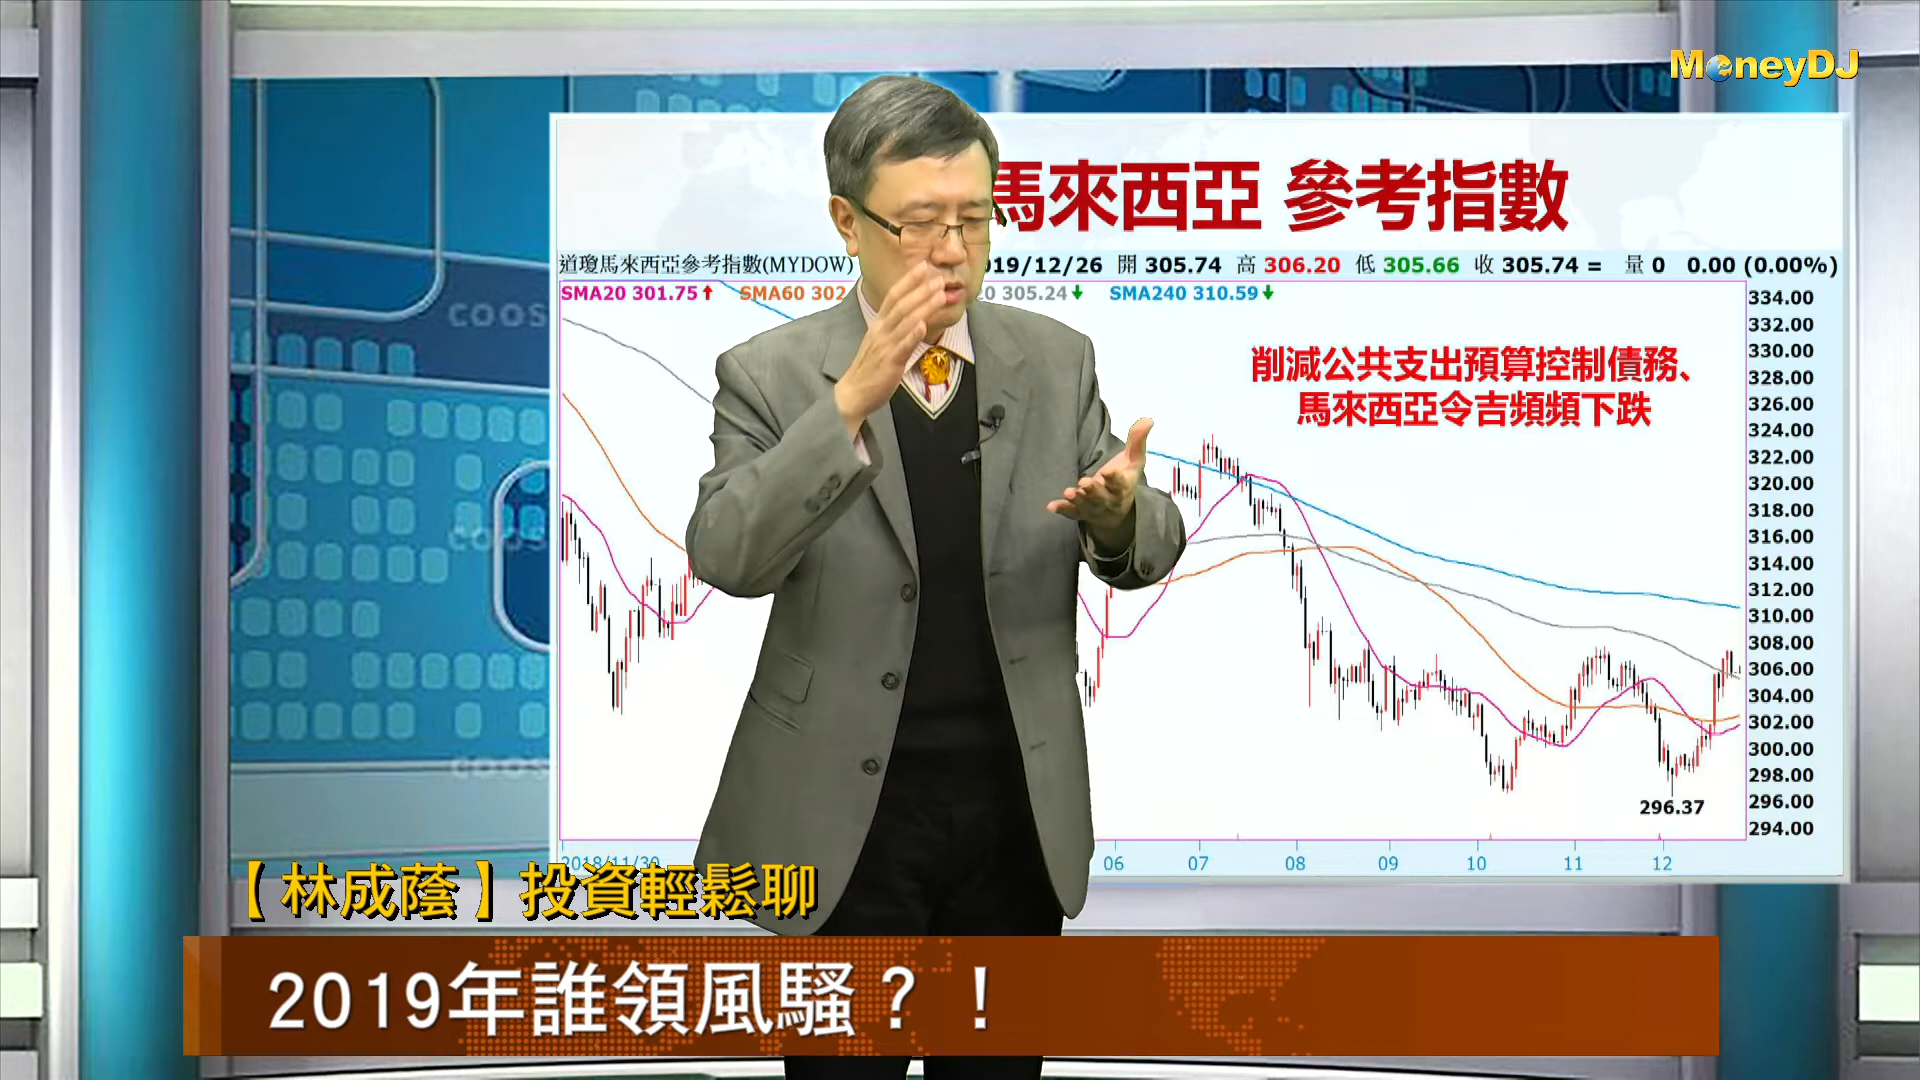 MoneyDJ
馬來西亞 參考指數
道瓊馬來西亞參考指數(MYDOW) 019/12/26 開 305.74 高 306.20 低 305.66 收 305.74 = 量 0 0.00 (0.00%)
SMA20 301.75 SMA60 302 20 305.24 SMA240 310.59
削減公共支出預算控制債務、
馬來西亞令吉頻頻下跌
334.00
332.00
330.00
328.00
326.00
324.00
322.00
320.00
318.00
316.00
314.00
312.00
310.00
308.00
306.00
304.00
302.00
300.00
298.00
296.00
294.00
296.37
2018/11/30 06 07 08 09 10 11 12
【林成蔭】投資輕鬆聊
2019年誰領風騷？！